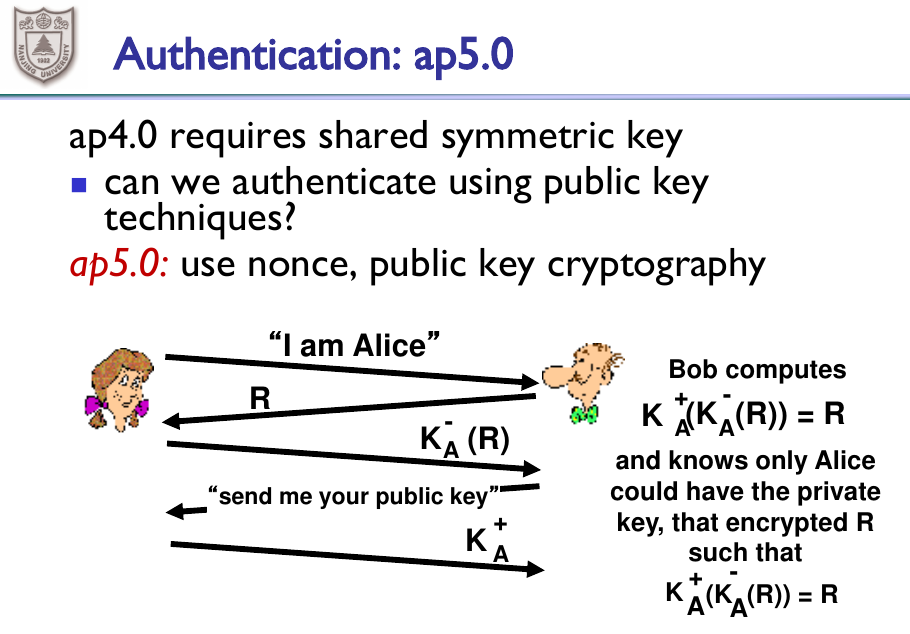 NANJING UNIVERSITY
1902
Authentication: ap5.0
ap4.0 requires shared symmetric key
can we authenticate using public key
techniques?
ap5.0: use nonce, public key cryptography
“I am Alice”
R
K_A^- (R)
“send me your public key”
K_A^+
Bob computes
K_A^+(K_A^-(R)) = R
and knows only Alice
could have the private
key, that encrypted R
such that
K_A^+(K_A^-(R)) = R